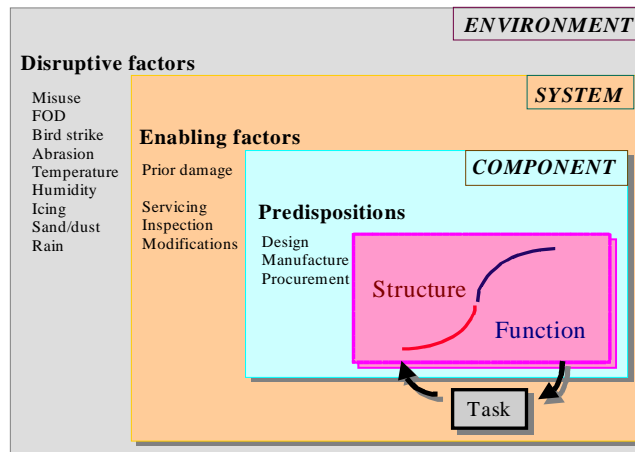 ENVIRONMENT
Disruptive factors
Misuse
FOD
Bird strike
Abrasion
Temperature
Humidity
Icing
Sand/dust
Rain
SYSTEM
Enabling factors
Prior damage
Servicing
Inspection
Modifications
COMPONENT
Predispositions
Design
Manufacture
Procurement
Structure
Function
Task